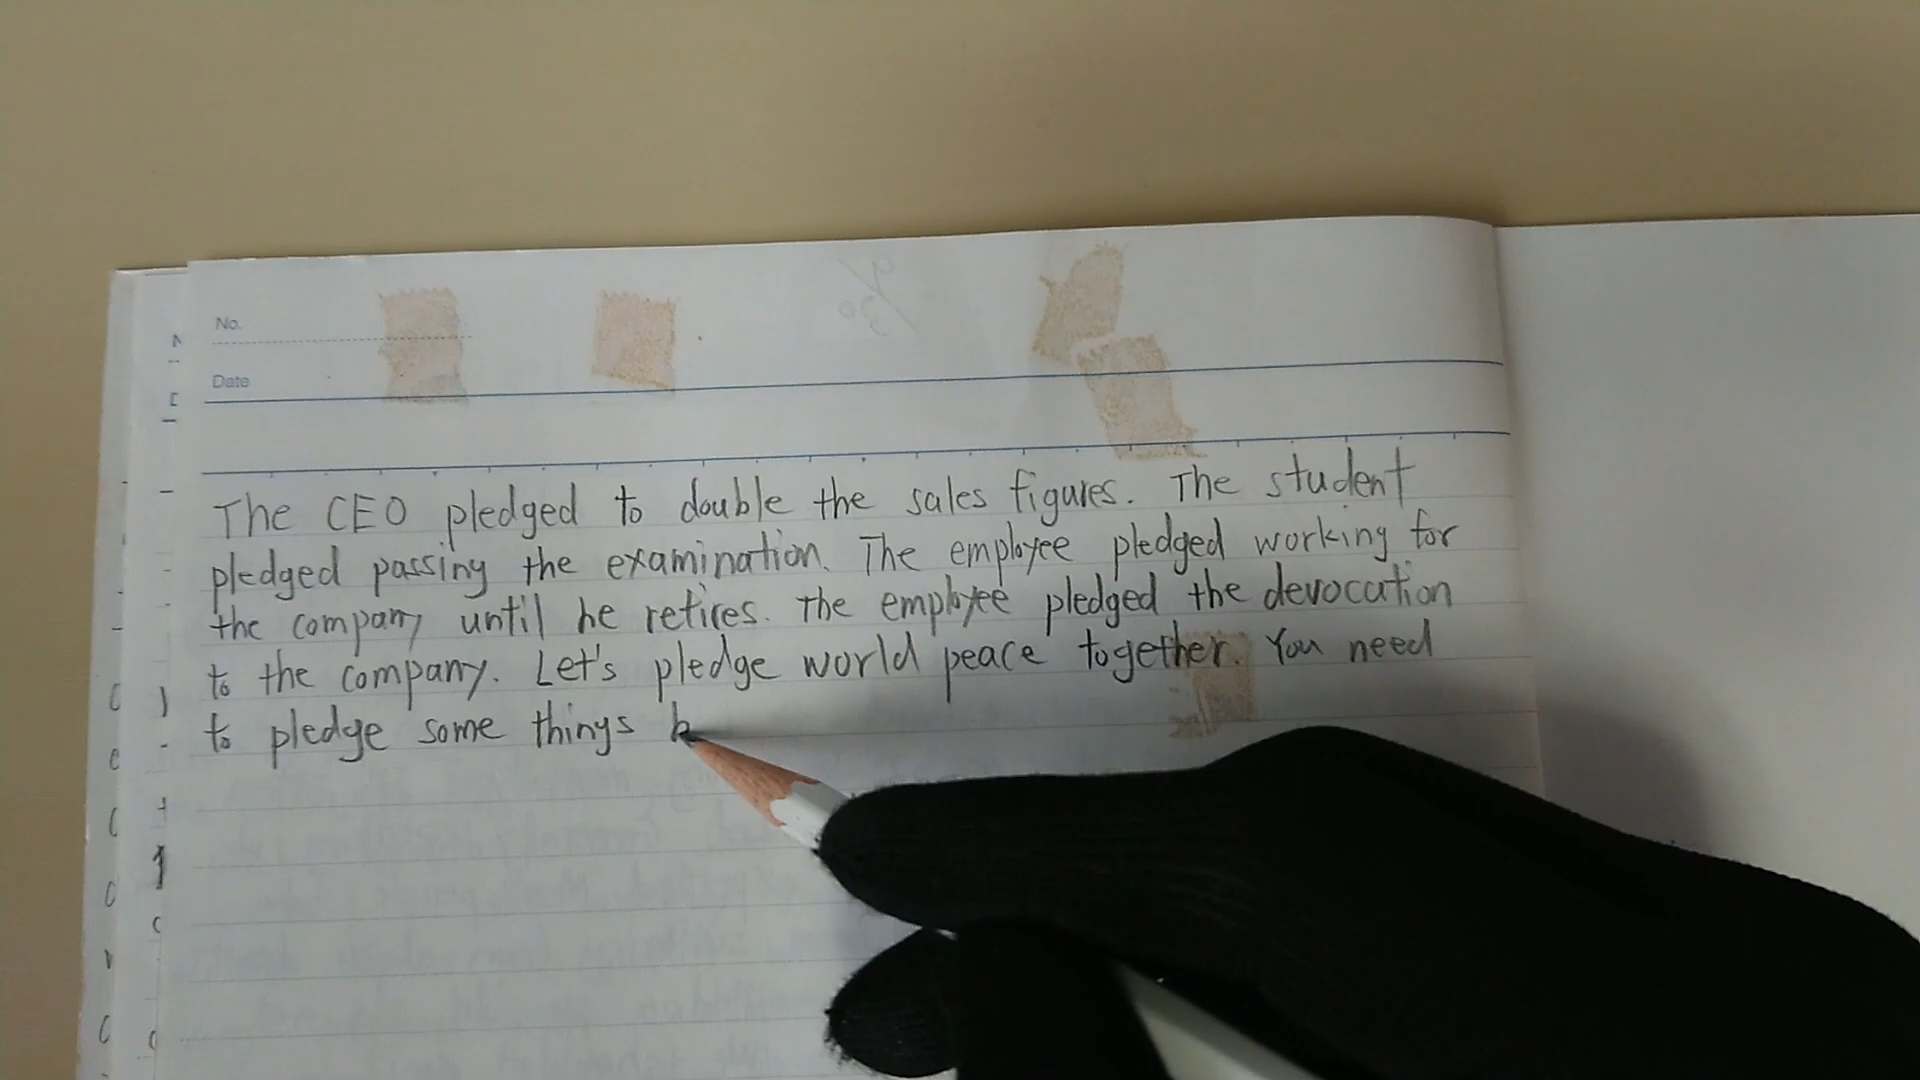 No.
Date
The CEO pledged to double the sales figures. The student
pledged passing the examination. The employee pledged working for
the company until he retires. The employee pledged the devocation
to the company. Let's pledge world peace together. You need
to pledge some things b